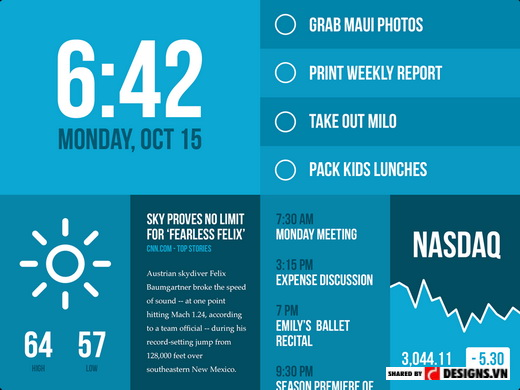 6:42
MONDAY, OCT 15
GRAB MAUI PHOTOS
PRINT WEEKLY REPORT
TAKE OUT MILO
PACK KIDS LUNCHES
64
HIGH
57
LOW
SKY PROVES NO LIMIT
FOR ‘FEARLESS FELIX’
CNN.COM - TOP STORIES
Austrian skydiver Felix
Baumgartner broke the speed
of sound -- at one point
hitting Mach 1.24, according
to a team official -- during his
record-setting jump from
128,000 feet over
southeastern New Mexico.
7:30 AM
MONDAY MEETING
3:15 PM
EXPENSE DISCUSSION
7 PM
EMILY'S BALLET
RECITAL
9:30 PM
SEASON PREMIERE OF
NASDAQ
3,044.11
- 5.30
SHARED BY DESIGNS.VN